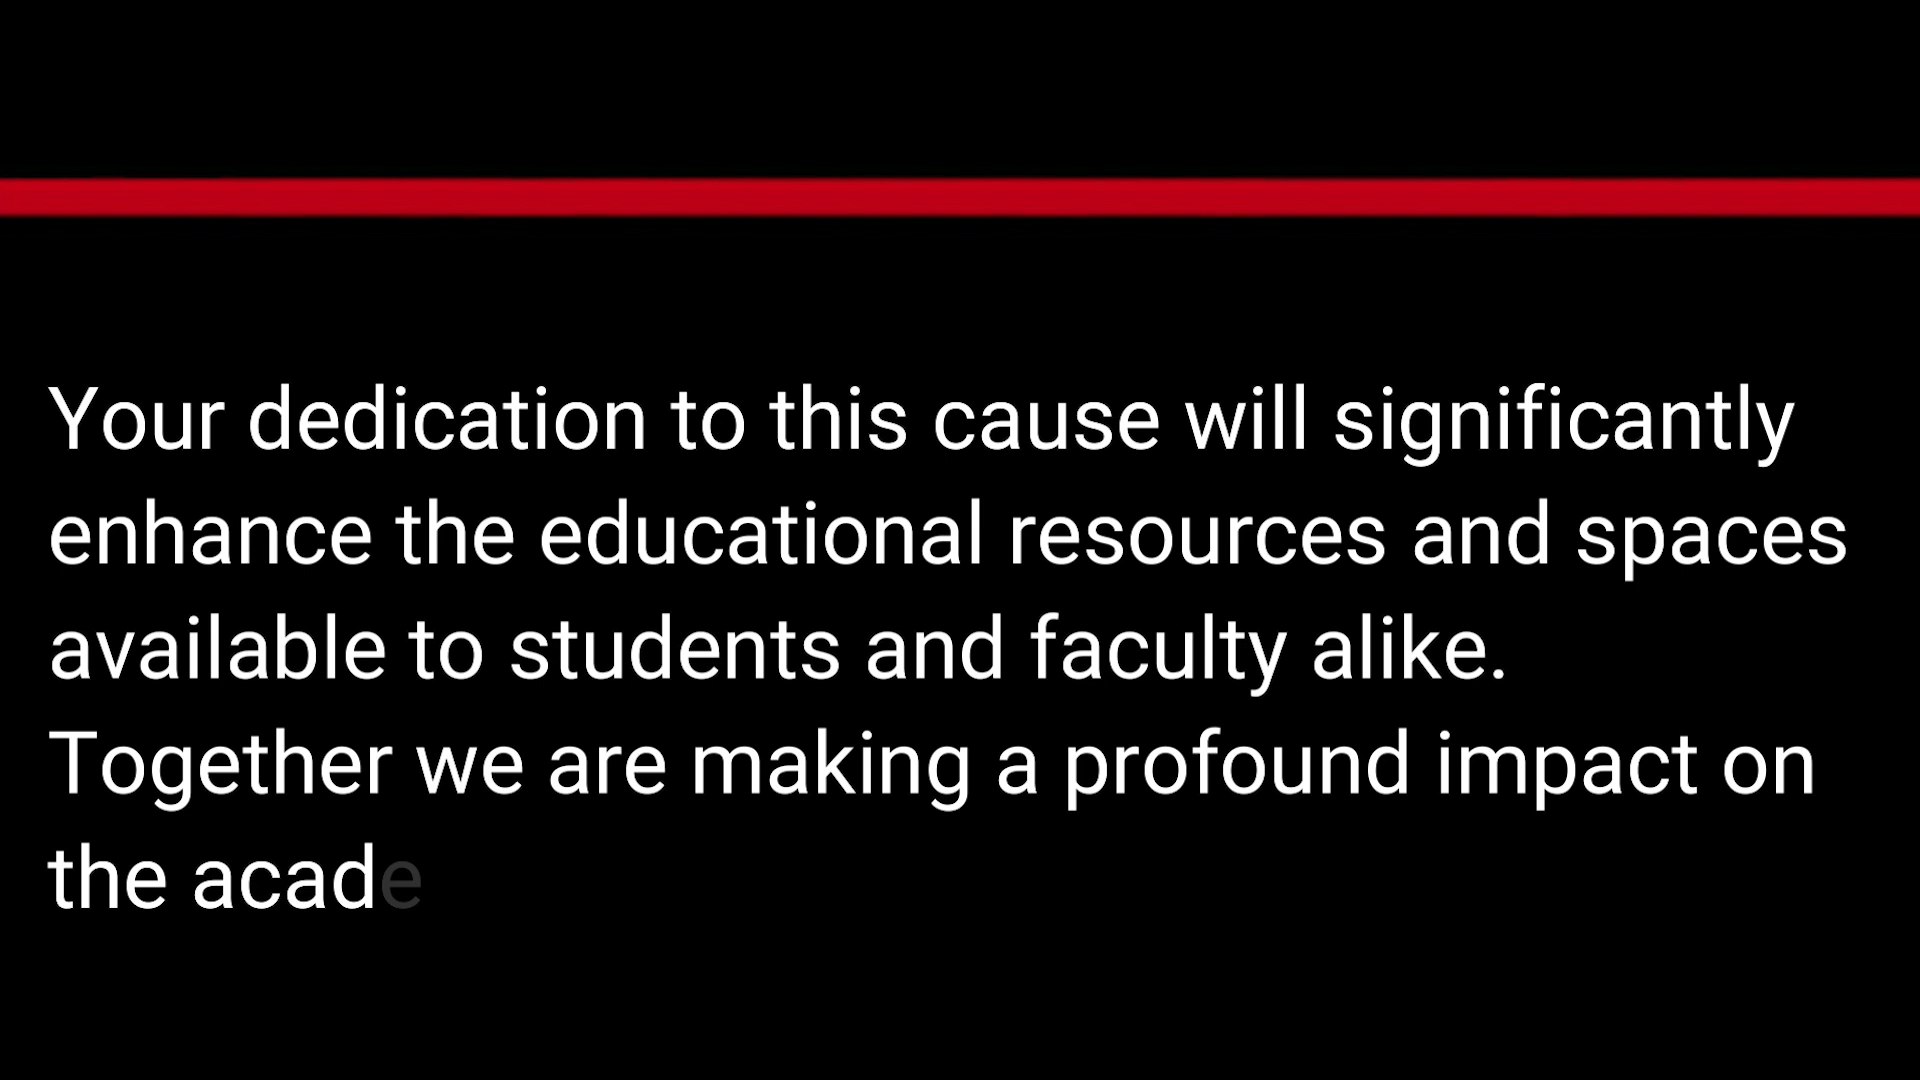 Your dedication to this cause will significantly
enhance the educational resources and spaces
available to students and faculty alike.
Together we are making a profound impact on
the acade